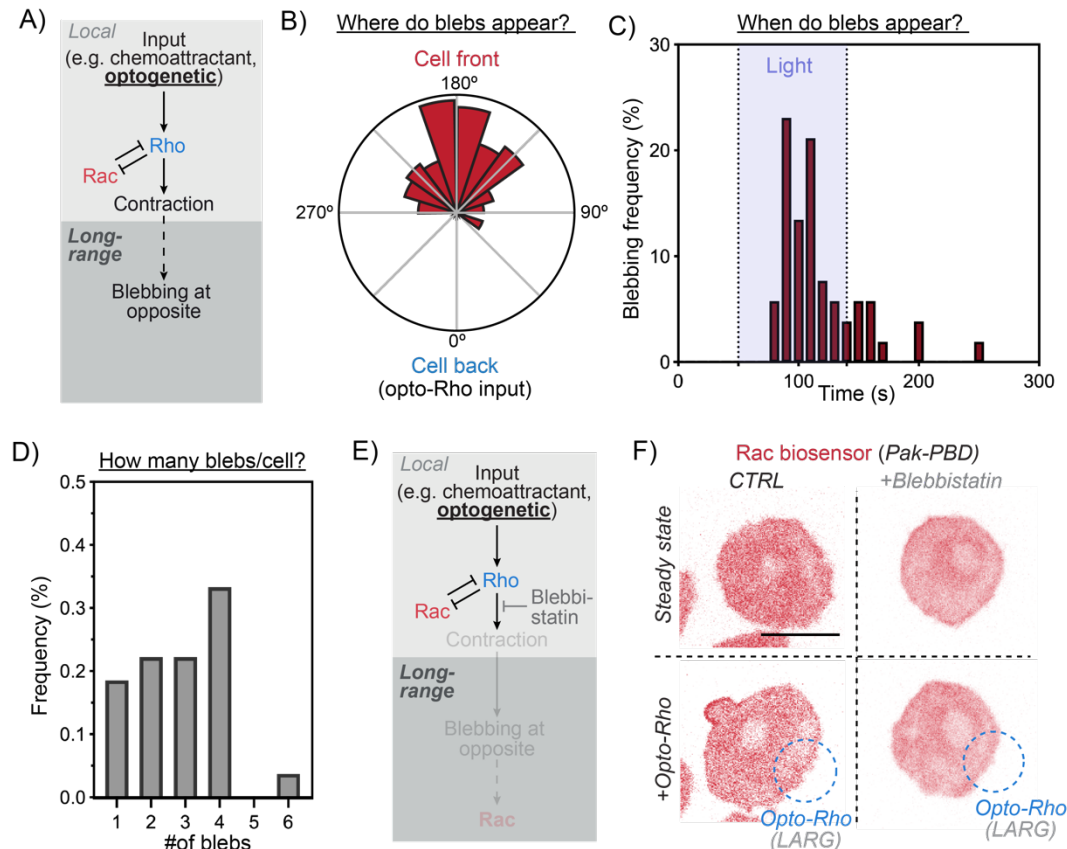 A)
Local
Input
(e.g. chemoattractant,
optogenetic)
Rho
Rac
Contraction
Long-
range
Blebbing at
opposite
B)
Where do blebs appear?
Cell front
180º
270º
90º
0º
Cell back
(opto-Rho input)
C)
When do blebs appear?
Blebbing frequency (%)
30
20
10
0
Light
0
100
200
300
Time (s)
D)
How many blebs/cell?
Frequency (%)
0.5
0.4
0.3
0.2
0.1
0.0
1 2 3 4 5 6
#of blebs
E)
Local
Input
(e.g. chemoattractant,
optogenetic)
Rho
Rac
Blebbi-
statin
Contraction
Long-
range
Blebbing at
opposite
Rac
F)
Rac biosensor (Pak-PBD)
CTRL
+Blebbistatin
Steady state
+Opto-Rho
Opto-Rho
(LARG)
Opto-Rho
(LARG)